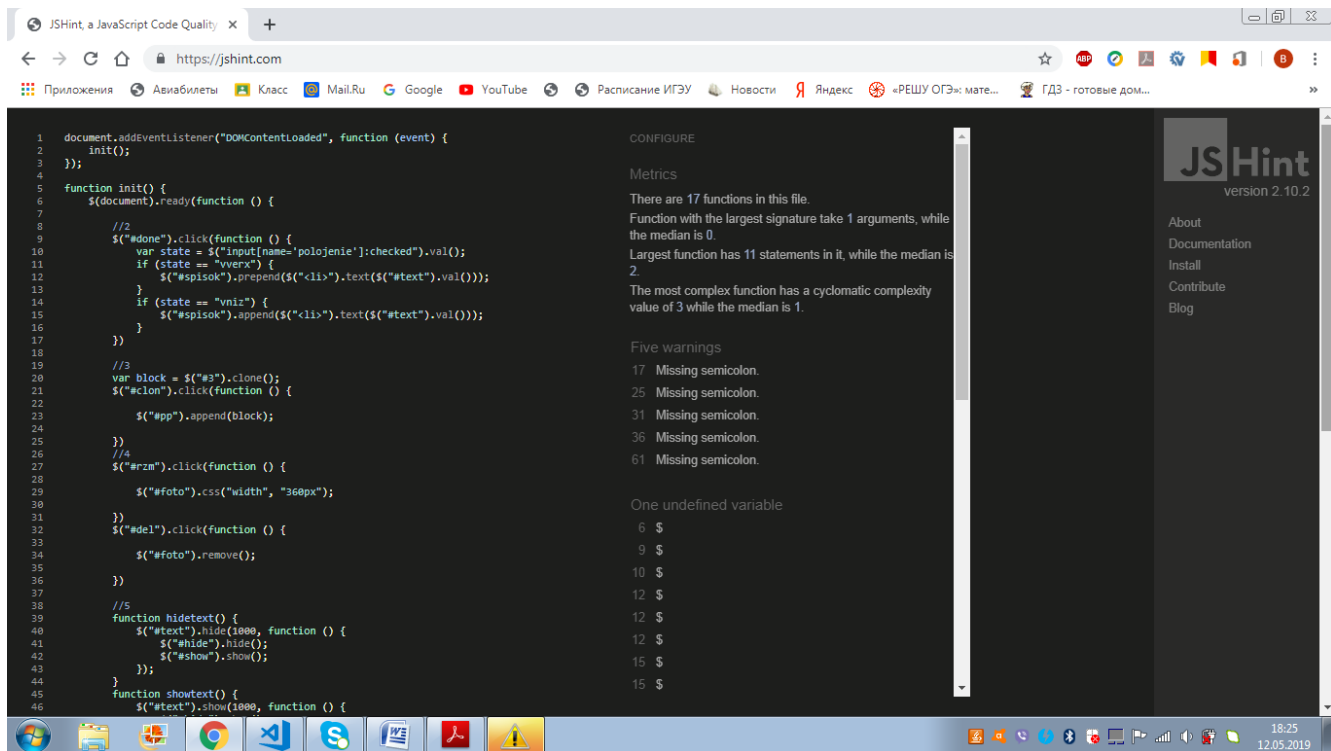 JSHint, a JavaScript Code Quality
https://jshint.com
ABP
B
Приложения Авиабилеты Класс Mail.Ru Google YouTube Расписание ИГЭУ Новости Яндекс «РЕШУ ОГЭ»: мате... ГДЗ - готовые дом... »
1 document.addEventListener("DOMContentLoaded", function (event) {
2 init();
3 });
4
5 function init() {
6 $(document).ready(function () {
7
8 //2
9 $("#done").click(function () {
10 var state = $("input[name='polojenie']:checked").val();
11 if (state == "vverx") {
12 $("#spisok").prepend($("<li>").text($("#text").val()));
13 }
14 if (state == "vniz") {
15 $("#spisok").append($("<li>").text($("#text").val()));
16 }
17 })
18
19 //3
20 var block = $("#3").clone();
21 $("#clon").click(function () {
22
23 $("#pp").append(block);
24
25 })
26 //4
27 $("#rzm").click(function () {
28
29 $("#foto").css("width", "360px");
30
31 })
32 $("#del").click(function () {
33
34 $("#foto").remove();
35
36 })
37
38 //5
39 function hidetext() {
40 $("#text").hide(1000, function () {
41 $("#hide").hide();
42 $("#show").show();
43 });
44 }
45 function showtext() {
46 $("#text").show(1000, function () {
CONFIGURE
Metrics
There are 17 functions in this file.
Function with the largest signature take 1 arguments, while
the median is 0.
Largest function has 11 statements in it, while the median is
2.
The most complex function has a cyclomatic complexity
value of 3 while the median is 1.
Five warnings
17 Missing semicolon.
25 Missing semicolon.
31 Missing semicolon.
36 Missing semicolon.
61 Missing semicolon.
One undefined variable
6 $
9 $
10 $
12 $
12 $
12 $
15 $
15 $
JSHint
version 2.10.2
About
Documentation
Install
Contribute
Blog
18:25
12.05.2019